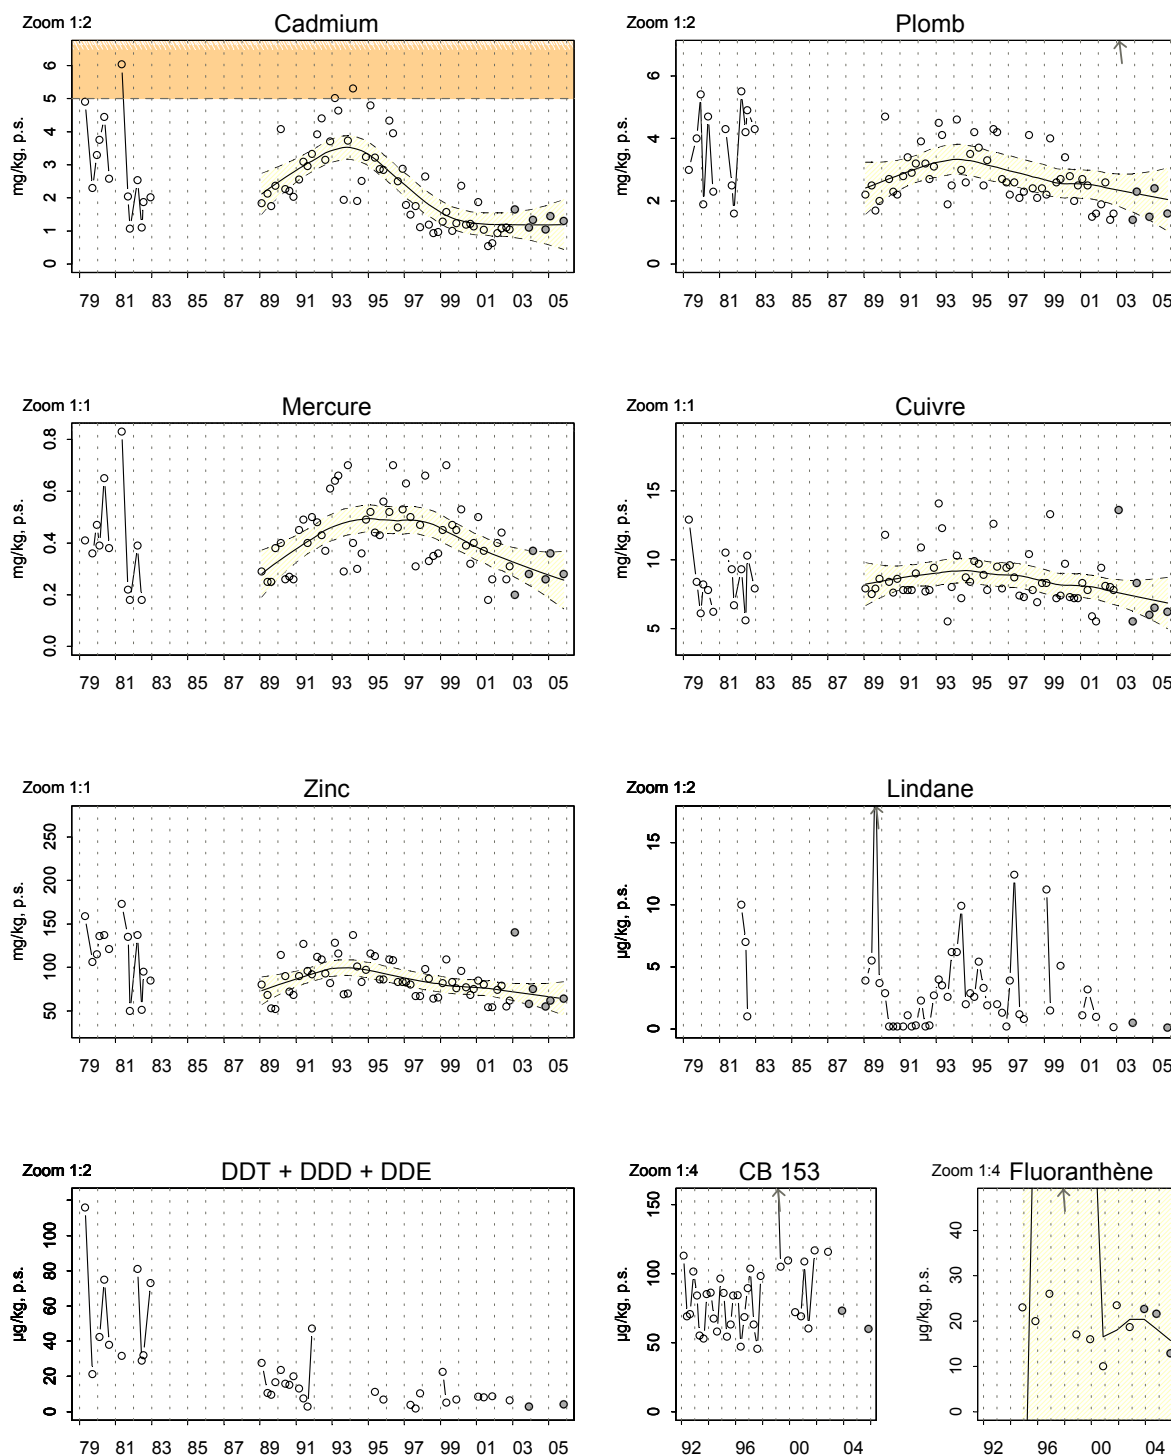 Zoom 1:2 Cadmium
mg/kg, p.s.
0 1 2 3 4 5 6
79 81 83 85 87 89 91 93 95 97 99 01 03 05
Zoom 1:2 Plomb
mg/kg, p.s.
0 2 4 6
79 81 83 85 87 89 91 93 95 97 99 01 03 05
Zoom 1:1 Mercure
mg/kg, p.s.
0.0 0.2 0.4 0.6 0.8
79 81 83 85 87 89 91 93 95 97 99 01 03 05
Zoom 1:1 Cuivre
mg/kg, p.s.
5 10 15
79 81 83 85 87 89 91 93 95 97 99 01 03 05
Zoom 1:1 Zinc
mg/kg, p.s.
50 100 150 200 250
79 81 83 85 87 89 91 93 95 97 99 01 03 05
Zoom 1:2 Lindane
µg/kg, p.s.
0 5 10 15
79 81 83 85 87 89 91 93 95 97 99 01 03 05
Zoom 1:2 DDT + DDD + DDE
µg/kg, p.s.
0 20 40 60 80 100
79 81 83 85 87 89 91 93 95 97 99 01 03 05
Zoom 1:4 CB 153
µg/kg, p.s.
0 50 100 150
92 96 00 04
Zoom 1:4 Fluoranthène
µg/kg, p.s.
0 10 20 30 40
92 96 00 04